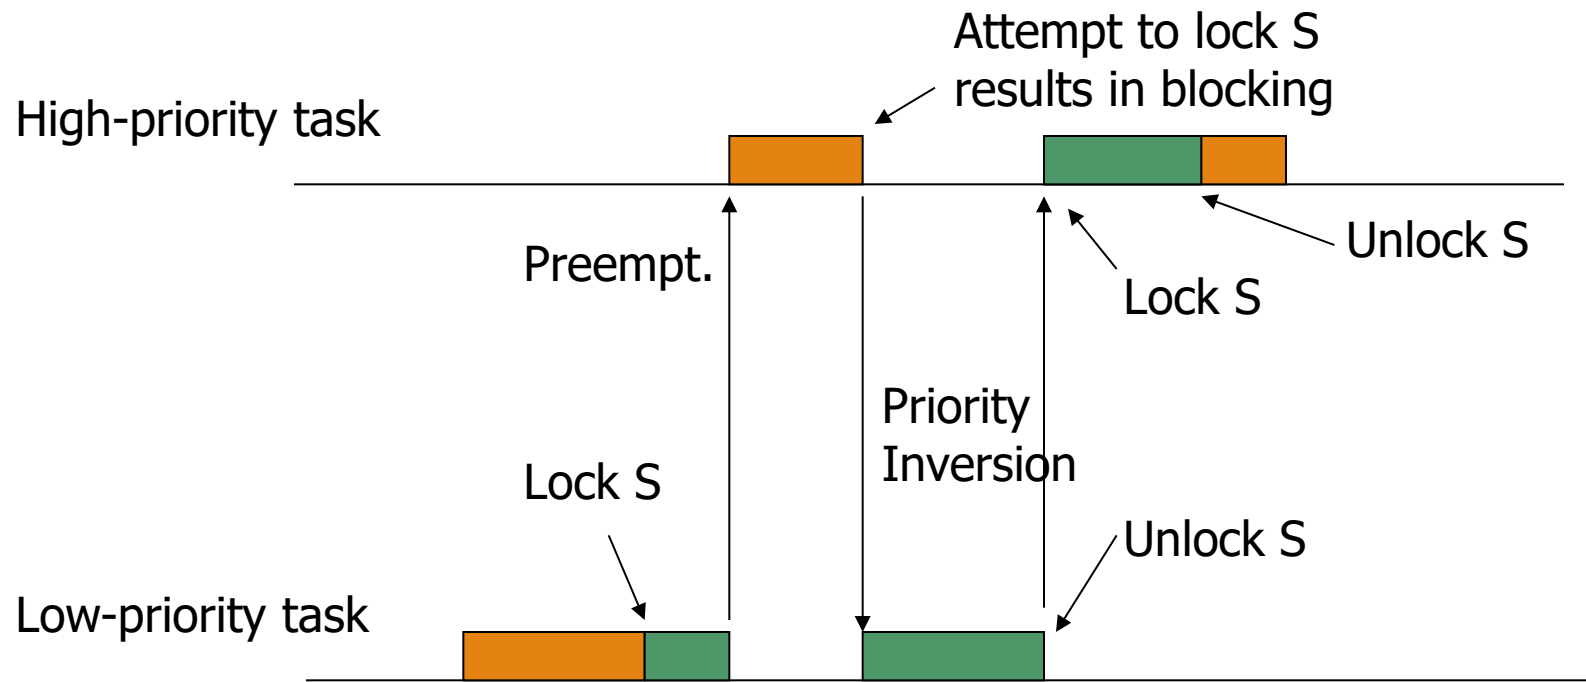 Attempt to lock S
results in blocking
High-priority task
Unlock S
Preempt.
Lock S
Priority
Inversion
Lock S
Unlock S
Low-priority task